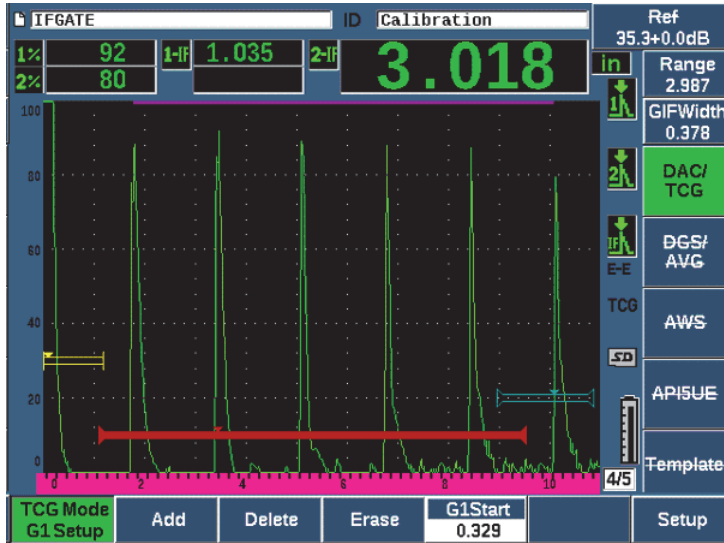 IFGATE ID Calibration
Ref
35.3+0.0dB
1% 92 1-IF 1.035 2-IF 3.018 in
2% 80
Range
2.987
GIFWidth
0.378
DAC/
TCG
DGS/
AVG
AWS
API5UE
Template
100
80
60
40
20
0
0 2 4 6 8 10
1
2
IF
E-E
TCG
SD
4/5
TCG Mode
G1 Setup
Add
Delete
Erase
G1Start
0.329
Setup